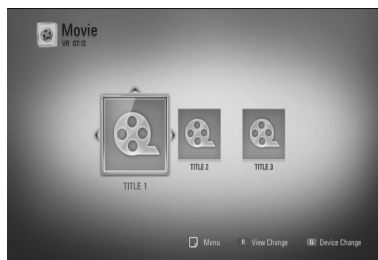 Movie
VR 07:12
TITLE 1
TITLE 2
TITLE 3
Menu
R View Change
G Device Change